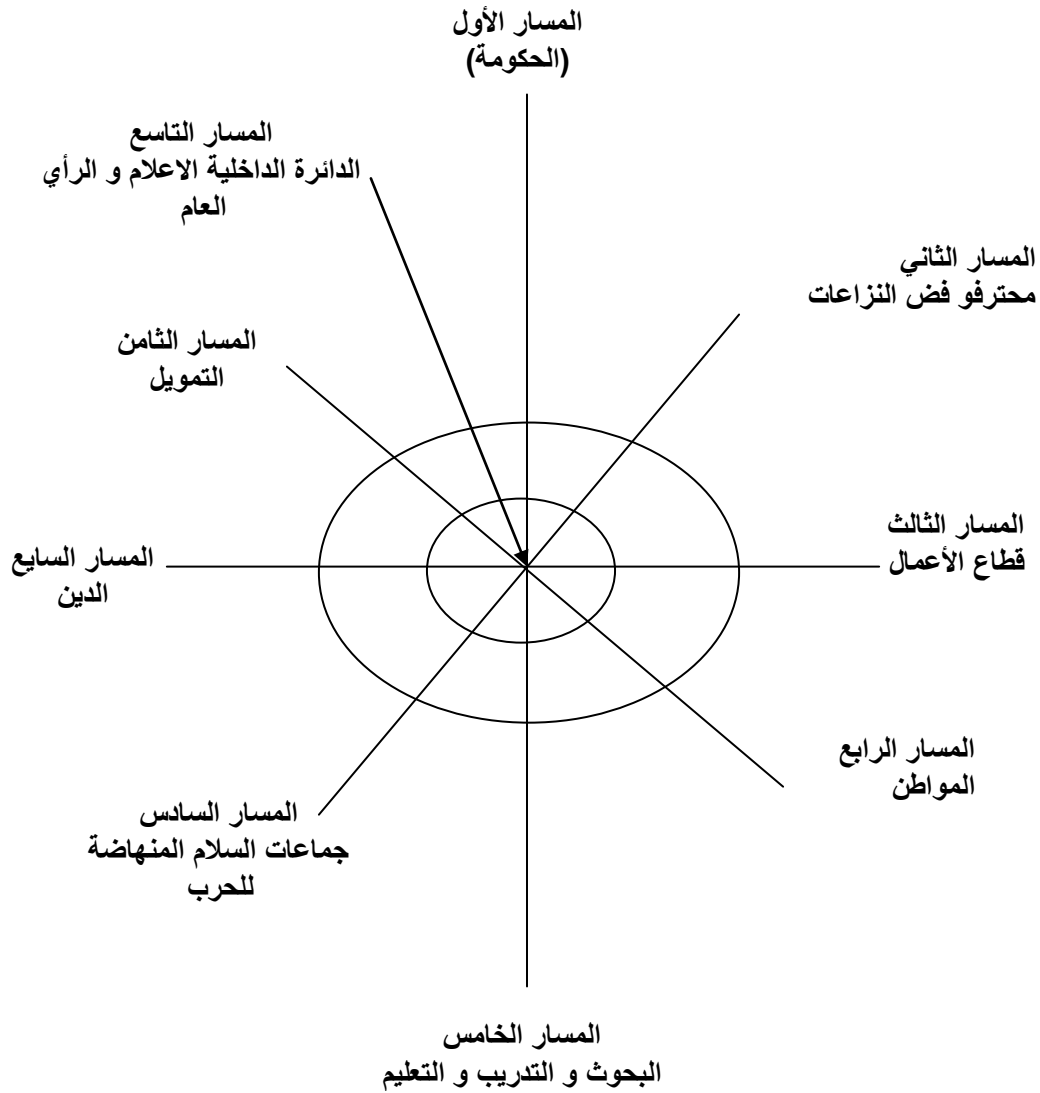 المسار الأول
(الحكومة)
المسار التاسع
الدائرة الداخلية الاعلام و الرأي
العام
المسار الثاني
محترفو فض النزاعات
المسار الثامن
التمويل
المسار الثالث
قطاع الأعمال
المسار السايع
الدين
المسار الرابع
المواطن
المسار السادس
جماعات السلام المنهاضة
للحرب
المسار الخامس
البحوث و التدريب و التعليم